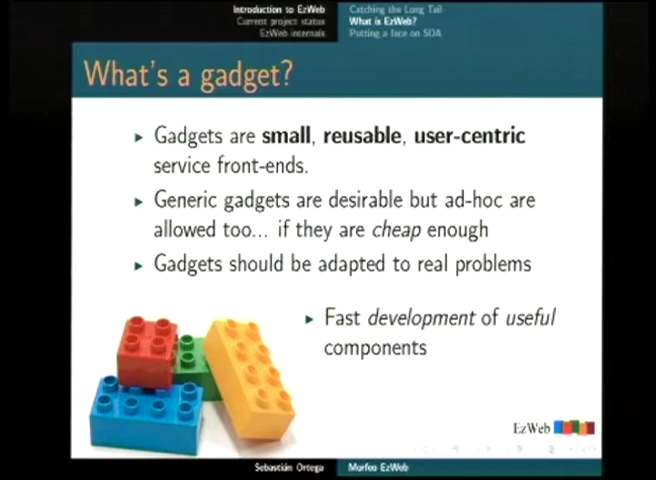 Introduction to EzWeb
Current project status
EzWeb internals
Catching the Long Tail
What is EzWeb?
Putting a face on SOA
What's a gadget?
Gadgets are small, reusable, user-centric
service front-ends.
Generic gadgets are desirable but ad-hoc are
allowed too... if they are cheap enough
Gadgets should be adapted to real problems
Fast development of useful
components
EzWeb
Sebastián Ortega
Morfeo EzWeb